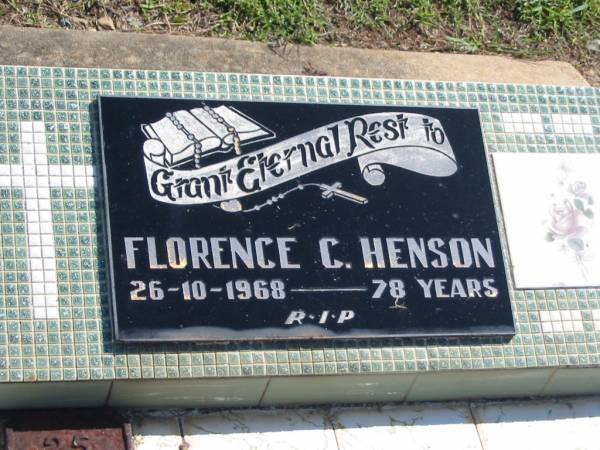 Grant Eternal Rest to
FLORENCE C. HENSON
26-10-1968 — 78 YEARS
R·I·P